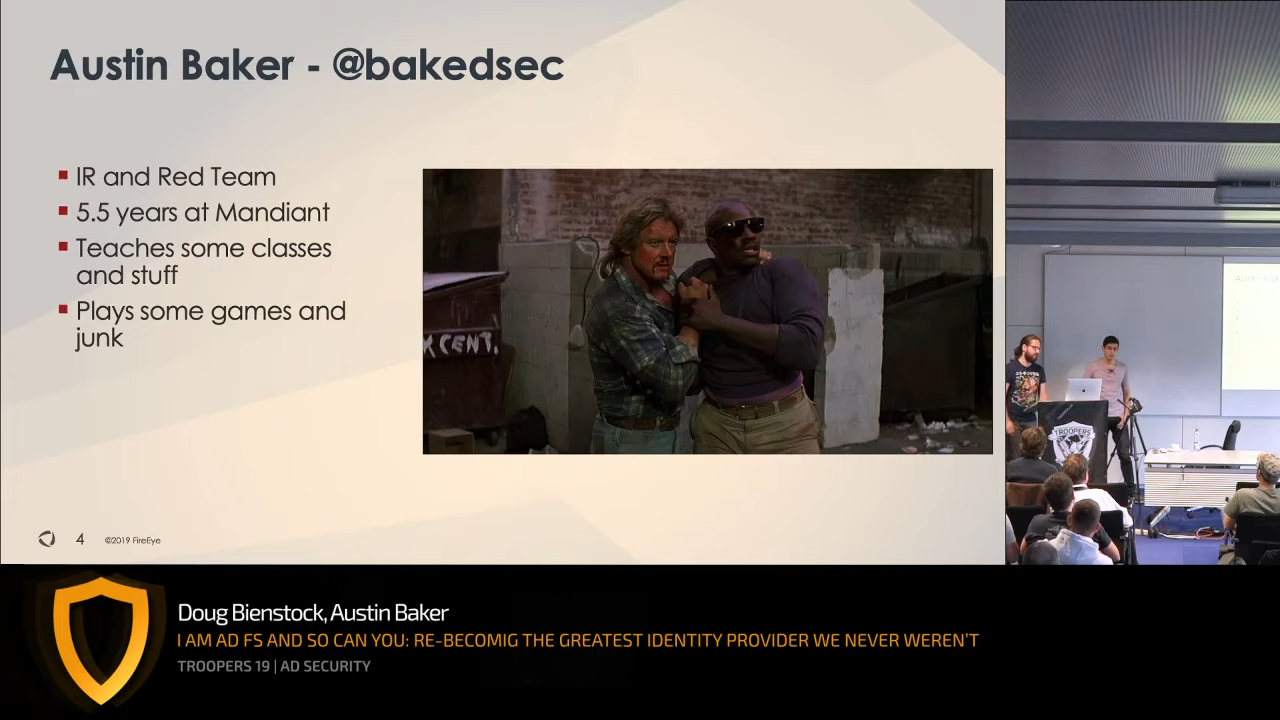 Austin Baker - @bakedsec
IR and Red Team
5.5 years at Mandiant
Teaches some classes
and stuff
Plays some games and
junk
CENT.
4
©2019 FireEye
TROOPERS
Doug Bienstock, Austin Baker
I AM AD FS AND SO CAN YOU: RE-BECOMIG THE GREATEST IDENTITY PROVIDER WE NEVER WEREN'T
TROOPERS 19 | AD SECURITY